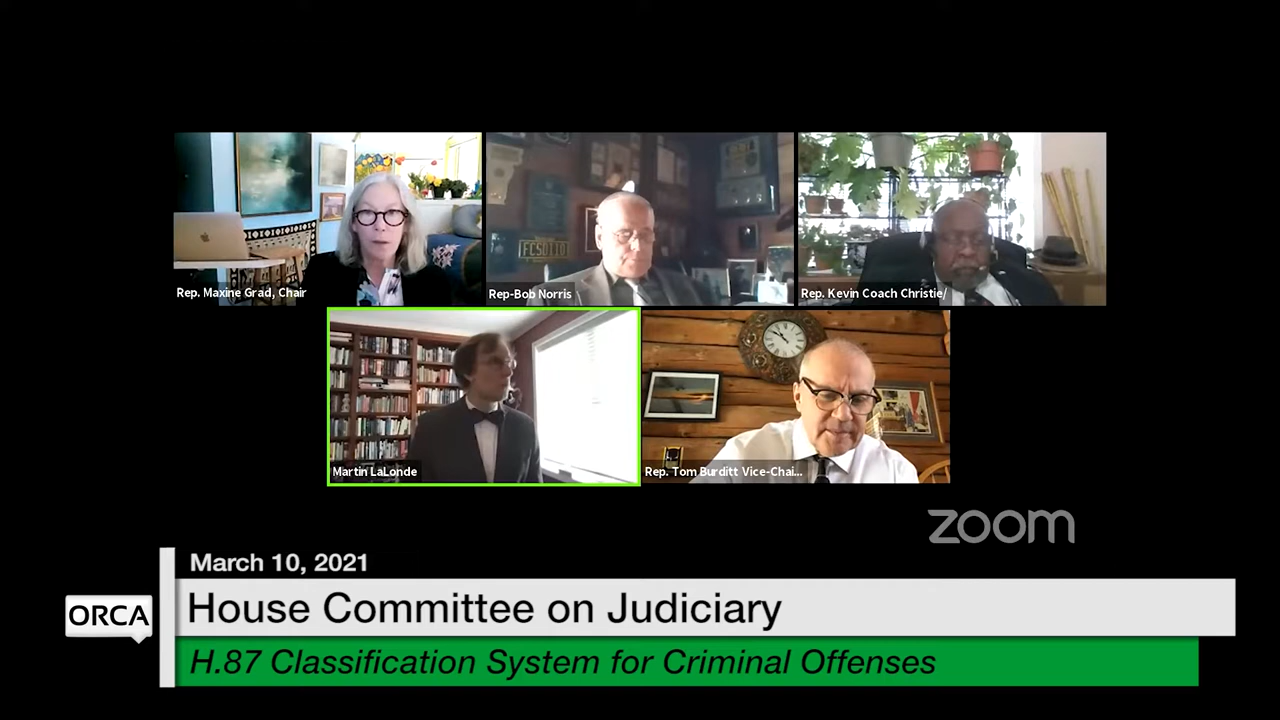 Rep. Maxine Grad, Chair
Rep-Bob Norris
FCSO110
Rep. Kevin Coach Christie/
Martin LaLonde
Rep. Tom Burditt Vice-Chai...
zoom
March 10, 2021
ORCA
House Committee on Judiciary
H.87 Classification System for Criminal Offenses